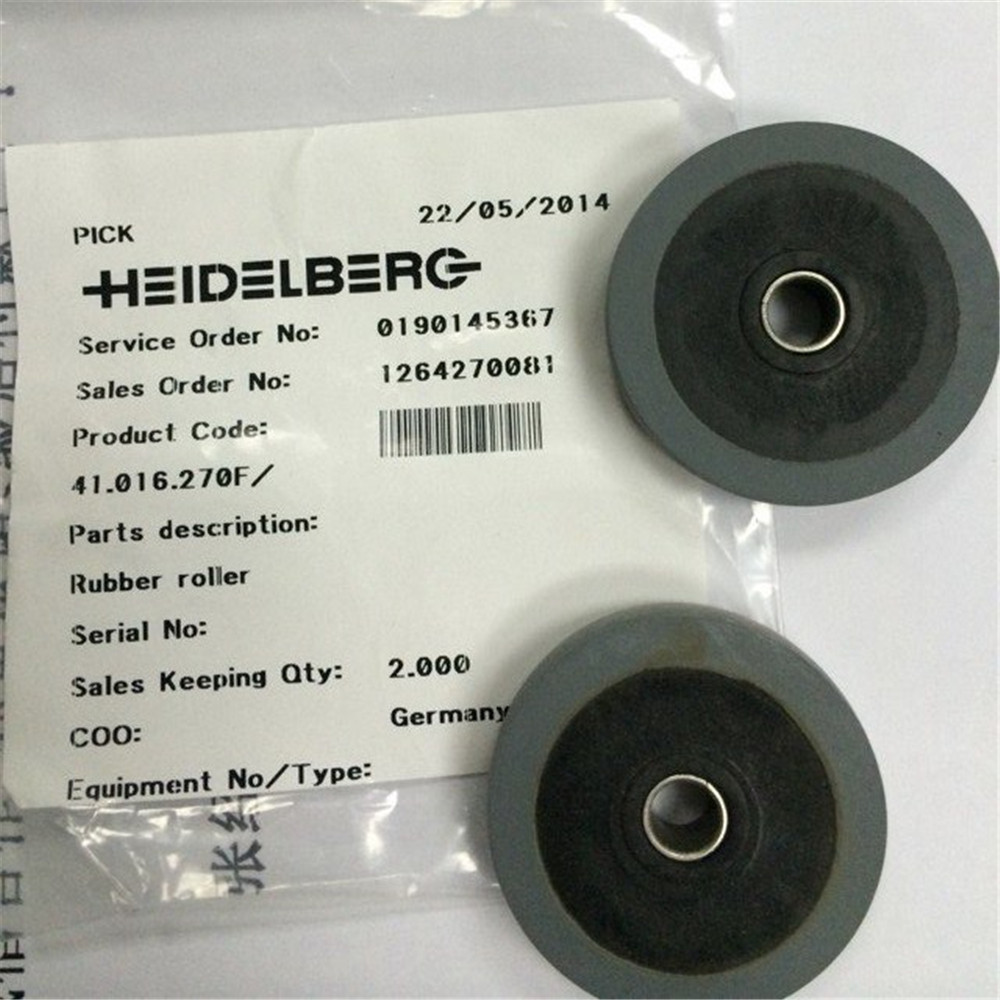 PICK 22/05/2014
HEIDELBERG
Service Order No: 0190145367
Sales Order No: 1264270081
Product Code:
41.016.270F/
Parts description:
Rubber roller
Serial No:
Sales Keeping Qty: 2.000
COO: Germany
Equipment No/Type:
张